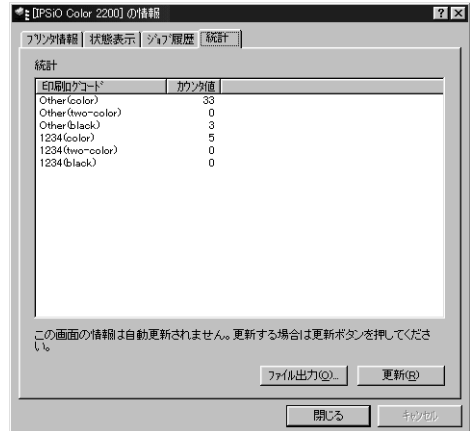 [IPSiO Color 2200] の情報
プリンタ情報 状態表示 ジョブ履歴 統計
統計
印刷ログコード カウンタ値
Other(color) 33
Other(two-color) 0
Other(black) 3
1234(color) 5
1234(two-color) 0
1234(black) 0
この画面の情報は自動更新されません。更新する場合は更新ボタンを押してくださ
い。
ファイル出力(O)... 更新(R)
閉じる キャンセル